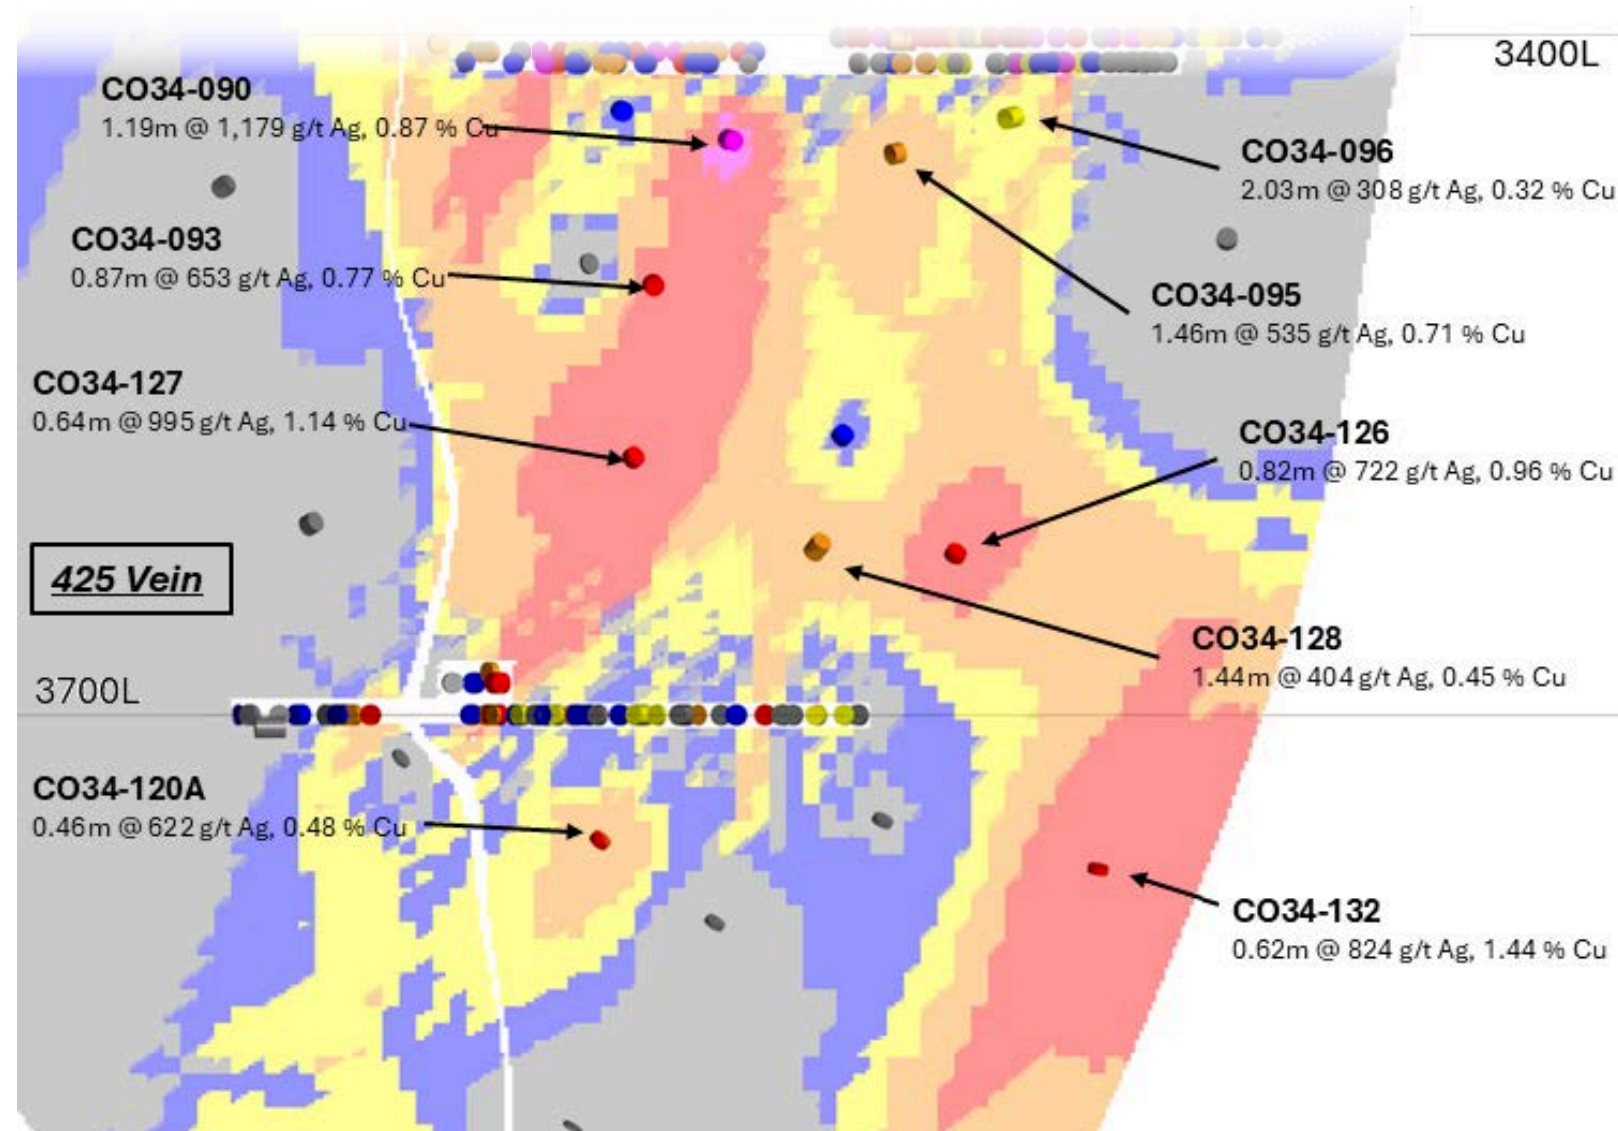 3400L
CO34-090
1.19m @ 1,179 g/t Ag, 0.87 % Cu
CO34-096
2.03m @ 308 g/t Ag, 0.32 % Cu
CO34-093
0.87m @ 653 g/t Ag, 0.77 % Cu
CO34-095
1.46m @ 535 g/t Ag, 0.71 % Cu
CO34-127
0.64m @ 995 g/t Ag, 1.14 % Cu
CO34-126
0.82m @ 722 g/t Ag, 0.96 % Cu
425 Vein
CO34-128
1.44m @ 404 g/t Ag, 0.45 % Cu
3700L
CO34-120A
0.46m @ 622 g/t Ag, 0.48 % Cu
CO34-132
0.62m @ 824 g/t Ag, 1.44 % Cu